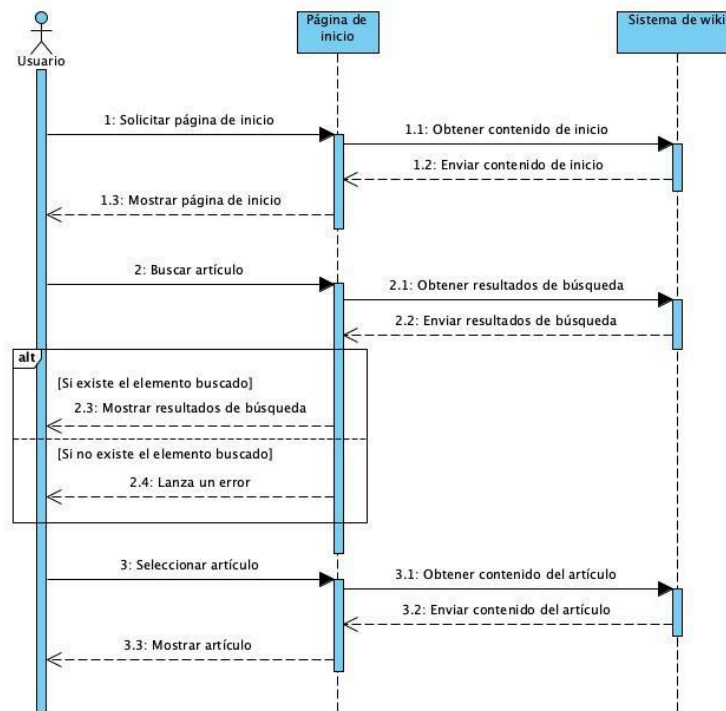 Usuario
Página de
inicio
Sistema de wiki
1: Solicitar página de inicio
1.1: Obtener contenido de inicio
1.2: Enviar contenido de inicio
1.3: Mostrar página de inicio
2: Buscar artículo
2.1: Obtener resultados de búsqueda
2.2: Enviar resultados de búsqueda
alt
[Si existe el elemento buscado]
2.3: Mostrar resultados de búsqueda
[Si no existe el elemento buscado]
2.4: Lanza un error
3: Seleccionar artículo
3.1: Obtener contenido del artículo
3.2: Enviar contenido del artículo
3.3: Mostrar artículo